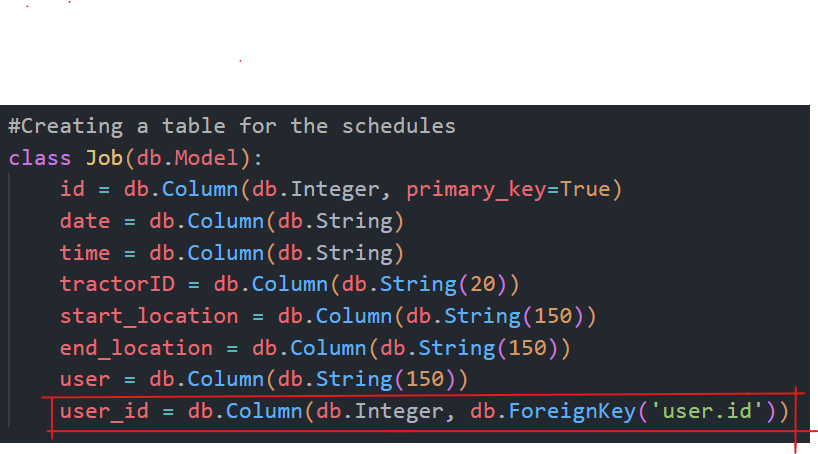 #Creating a table for the schedules
class Job(db.Model):
id = db.Column(db.Integer, primary_key=True)
date = db.Column(db.String)
time = db.Column(db.String)
tractorID = db.Column(db.String(20))
start_location = db.Column(db.String(150))
end_location = db.Column(db.String(150))
user = db.Column(db.String(150))
user_id = db.Column(db.Integer, db.ForeignKey('user.id'))